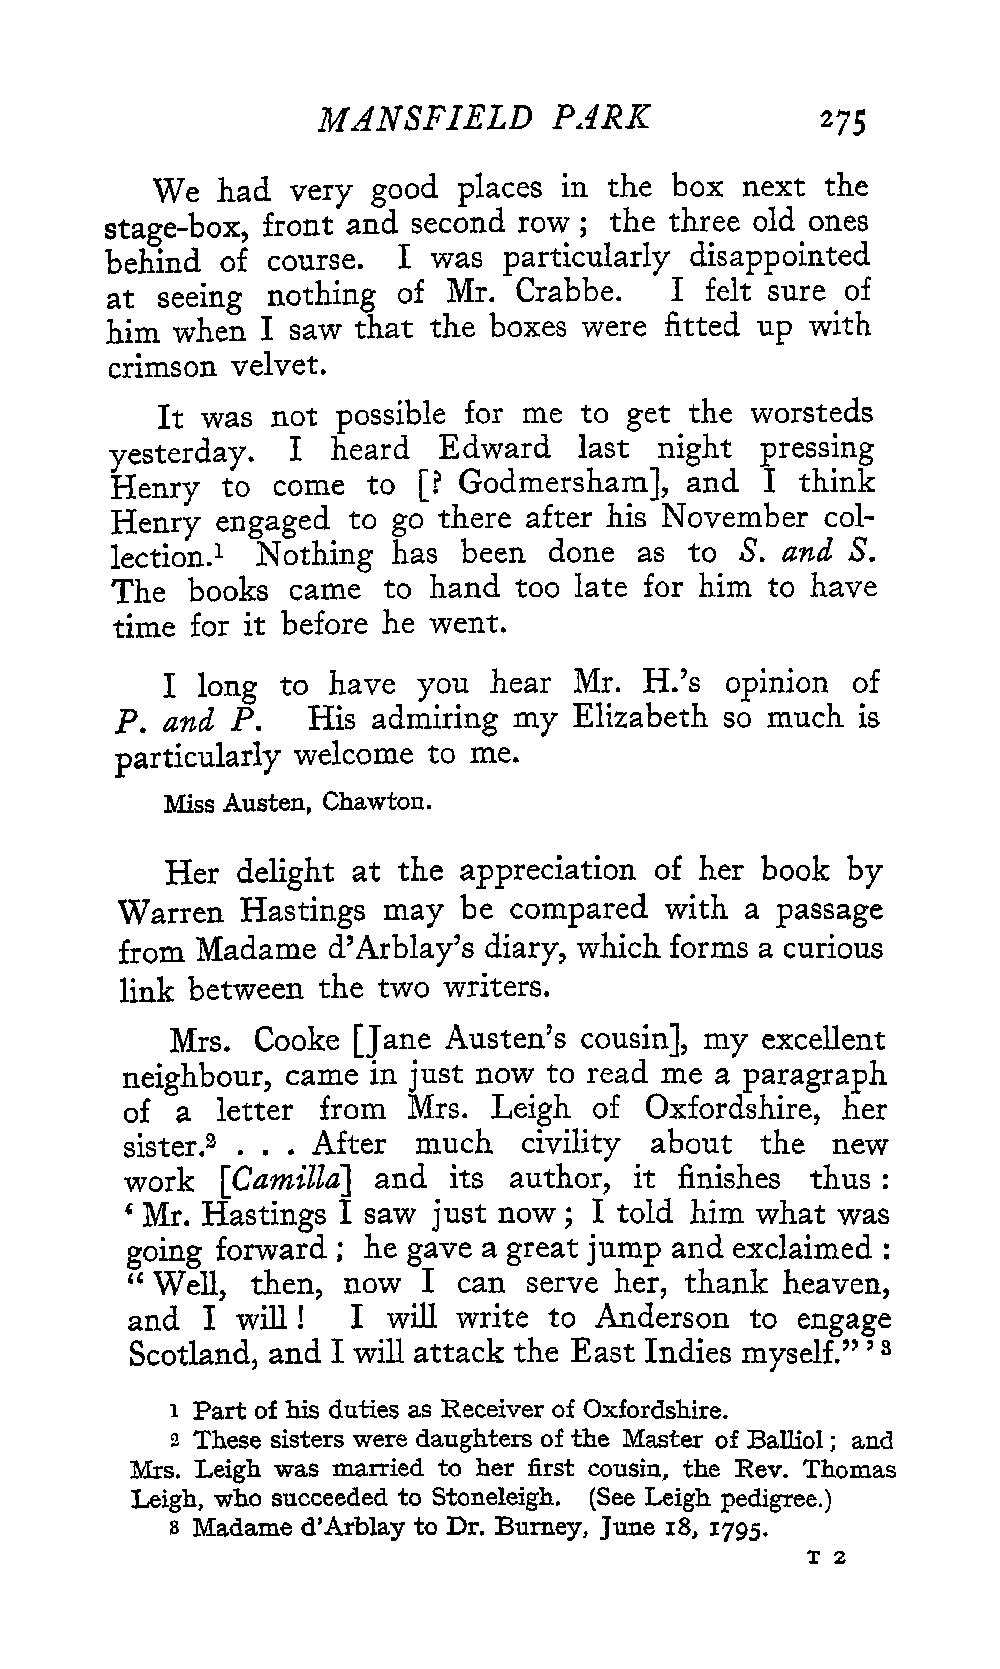 MANSFIELD PARK 275
We had very good places in the box next the
stage-box, front and second row ; the three old ones
behind of course. I was particularly disappointed
at seeing nothing of Mr. Crabbe. I felt sure of
him when I saw that the boxes were fitted up with
crimson velvet.
It was not possible for me to get the worsteds
yesterday. I heard Edward last night pressing
Henry to come to [? Godmersham], and I think
Henry engaged to go there after his November col-
lection.¹ Nothing has been done as to S. and S.
The books came to hand too late for him to have
time for it before he went.
I long to have you hear Mr. H.'s opinion of
P. and P. His admiring my Elizabeth so much is
particularly welcome to me.
Miss Austen, Chawton.
Her delight at the appreciation of her book by
Warren Hastings may be compared with a passage
from Madame d'Arblay's diary, which forms a curious
link between the two writers.
Mrs. Cooke [Jane Austen's cousin], my excellent
neighbour, came in just now to read me a paragraph
of a letter from Mrs. Leigh of Oxfordshire, her
sister.² . . . After much civility about the new
work [Camilla] and its author, it finishes thus :
‘ Mr. Hastings I saw just now ; I told him what was
going forward ; he gave a great jump and exclaimed :
“ Well, then, now I can serve her, thank heaven,
and I will ! I will write to Anderson to engage
Scotland, and I will attack the East Indies myself.” ’ ³
1 Part of his duties as Receiver of Oxfordshire.
2 These sisters were daughters of the Master of Balliol ; and
Mrs. Leigh was married to her first cousin, the Rev. Thomas
Leigh, who succeeded to Stoneleigh. (See Leigh pedigree.)
3 Madame d'Arblay to Dr. Burney, June 18, 1795.
T 2